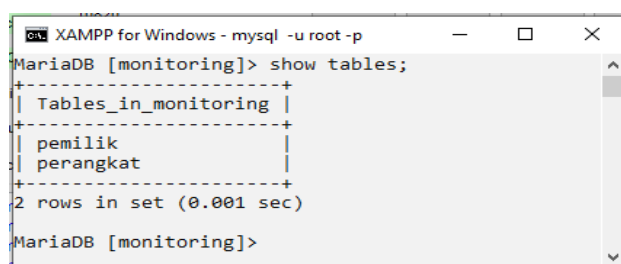 XAMPP for Windows - mysql -u root -p
MariaDB [monitoring]> show tables;
+----------------------+
| Tables_in_monitoring |
+----------------------+
| pemilik              |
| perangkat            |
+----------------------+
2 rows in set (0.001 sec)
MariaDB [monitoring]>